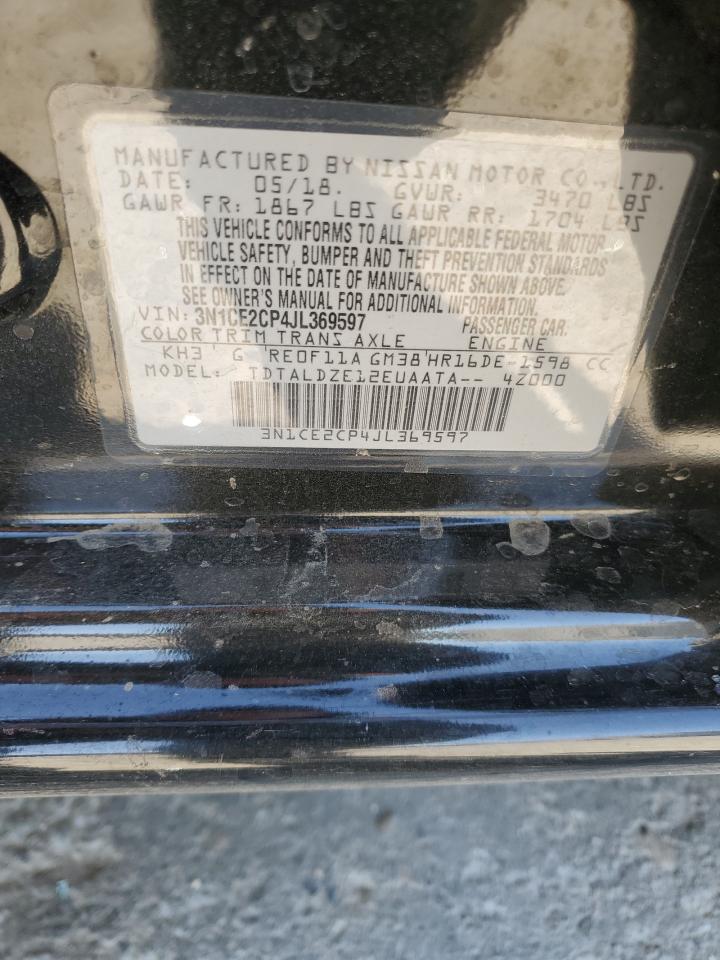 MANUFACTURED BY NISSAN MOTOR CO.,LTD.
DATE: 05/18. GVWR: 3470 LBS
GAWR FR: 1867 LBS GAWR RR: 1704 LBS
THIS VEHICLE CONFORMS TO ALL APPLICABLE FEDERAL MOTOR
VEHICLE SAFETY, BUMPER AND THEFT PREVENTION STANDARDS
IN EFFECT ON THE DATE OF MANUFACTURE SHOWN ABOVE.
SEE OWNER'S MANUAL FOR ADDITIONAL INFORMATION.
VIN: 3N1CE2CP4JL369597 PASSENGER CAR.
COLOR TRIM TRANS AXLE ENGINE
KH3 G RE0F11A GM38 HR16DE-1598 CC
MODEL: TDTALDZE12EUAATA-- 4Z000
3N1CE2CP4JL369597